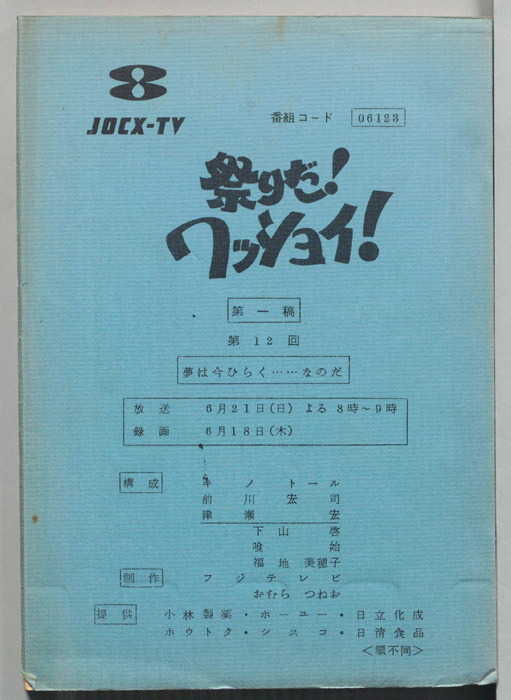 8
JOCX-TV
番組コード 06123
祭りだ!
ワッショイ!
第一稿
第12回
夢は今ひらく……なのだ
放送 6月21日(日) よる 8時~9時
録画 6月18日(木)
構成 キノトール
前川宏司
津瀬宏
下山啓
喰始
福地美穂子
創作 フジテレビ
おむら つねお
提供 小林製薬・ホーユー・日立化成
ホウトク・シスコ・日清食品
<順不同>